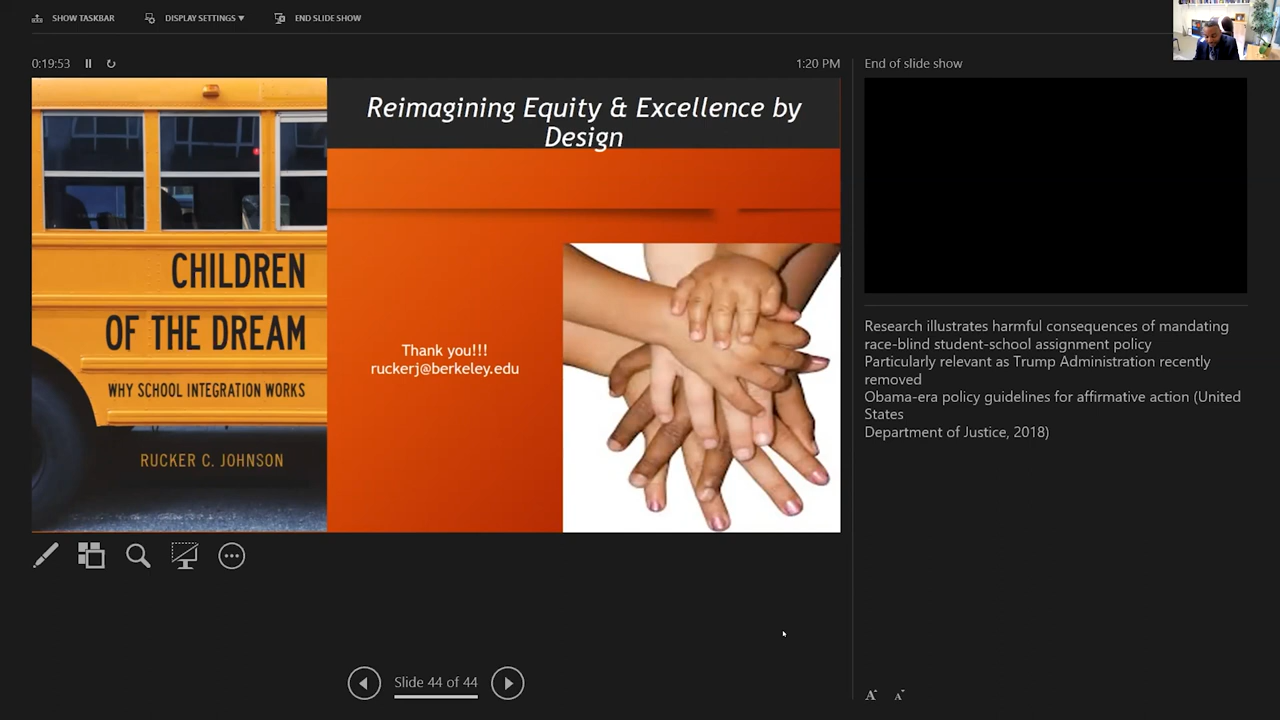 SHOW TASKBAR
DISPLAY SETTINGS ▼
END SLIDE SHOW
0:19:53
1:20 PM
End of slide show
Reimagining Equity & Excellence by
Design
CHILDREN
OF THE DREAM
WHY SCHOOL INTEGRATION WORKS
RUCKER C. JOHNSON
Thank you!!!
ruckerj@berkeley.edu
Research illustrates harmful consequences of mandating
race-blind student-school assignment policy
Particularly relevant as Trump Administration recently
removed
Obama-era policy guidelines for affirmative action (United
States
Department of Justice, 2018)
Slide 44 of 44
A
A